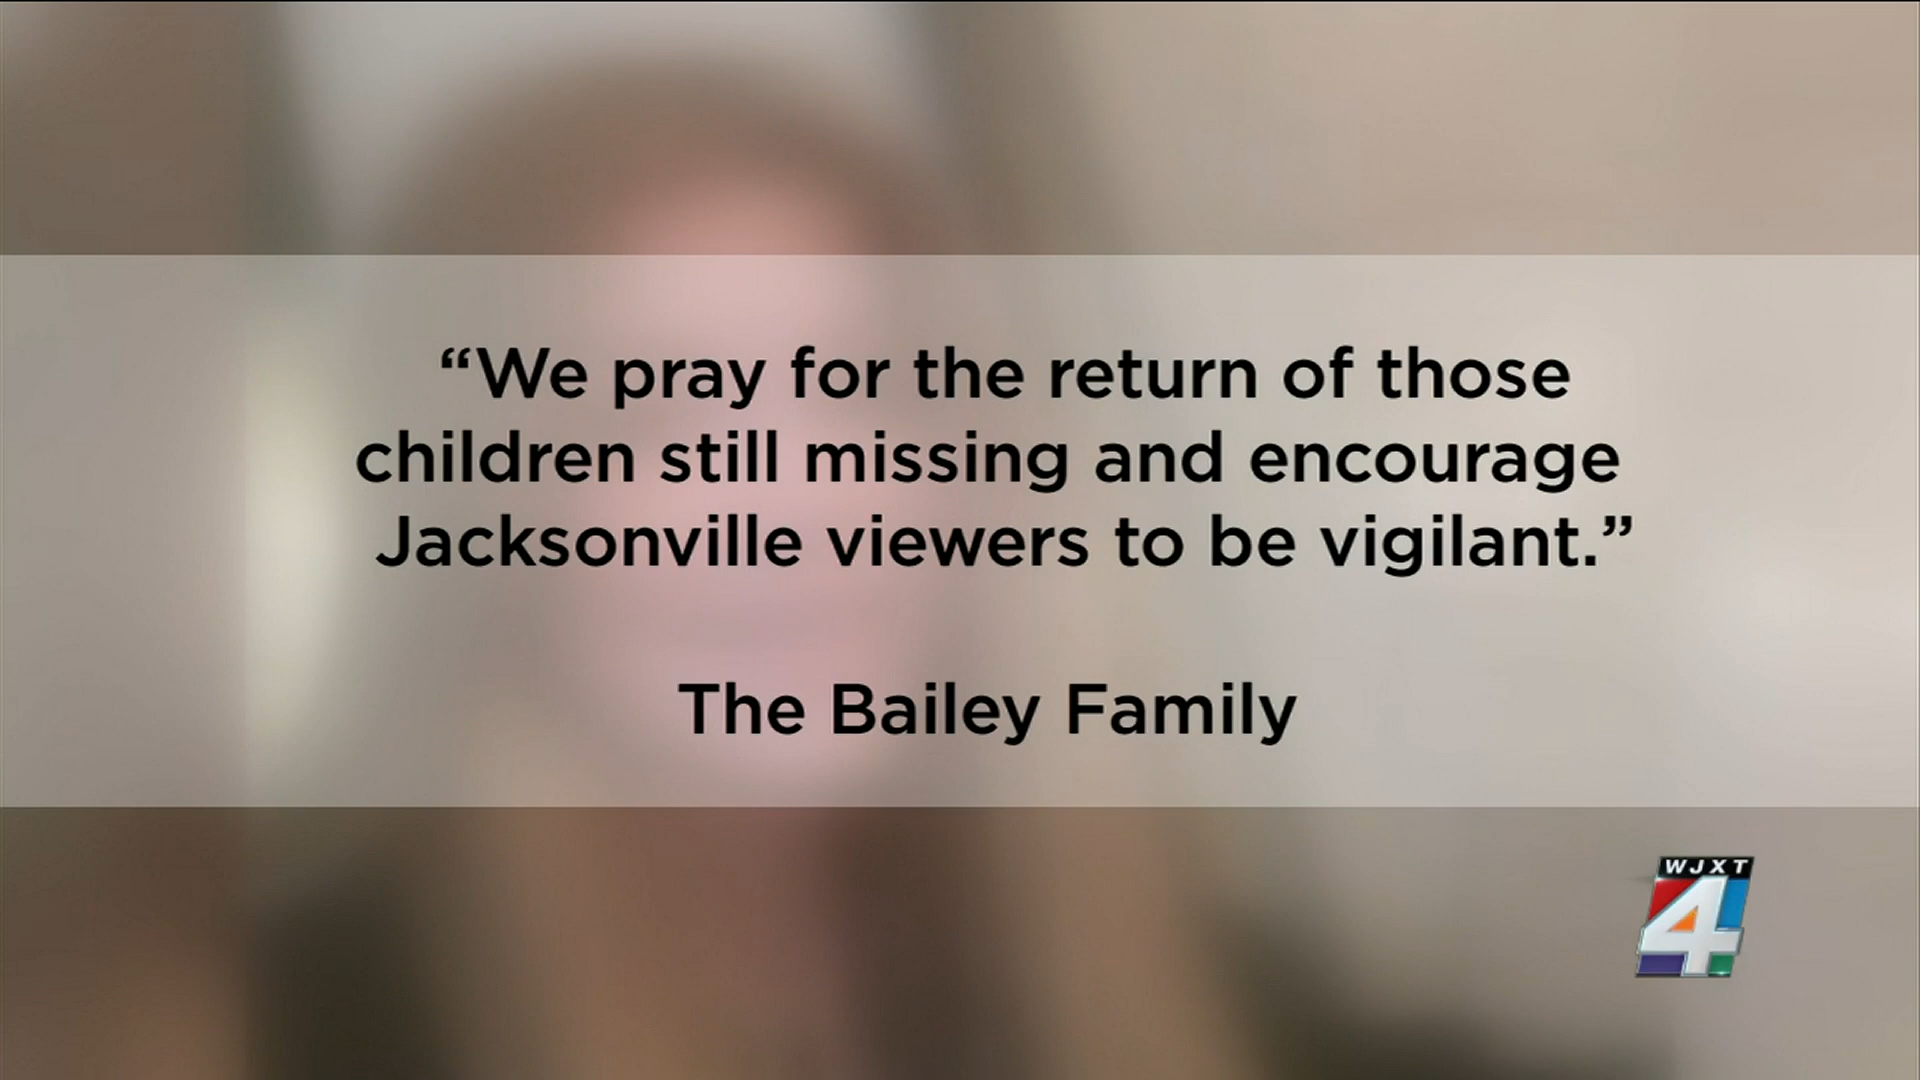 “We pray for the return of those
children still missing and encourage
Jacksonville viewers to be vigilant.”
The Bailey Family
WJXT
4